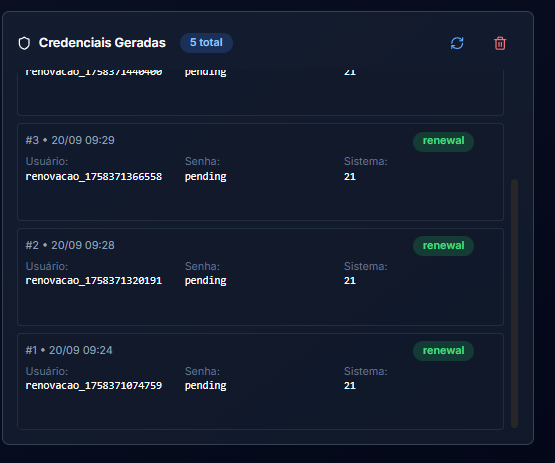 Credenciais Geradas 5 total
renovacao_1758371440400 pending 21
#3 • 20/09 09:29 renewal
Usuário: Senha: Sistema:
renovacao_1758371366558 pending 21
#2 • 20/09 09:28 renewal
Usuário: Senha: Sistema:
renovacao_1758371320191 pending 21
#1 • 20/09 09:24 renewal
Usuário: Senha: Sistema:
renovacao_1758371074759 pending 21